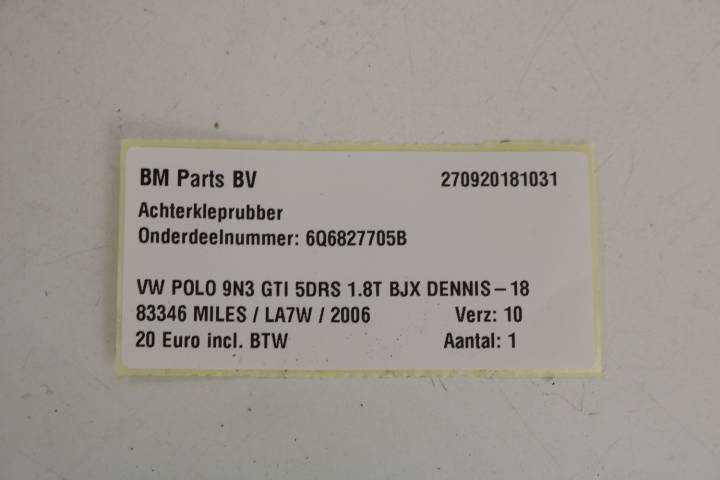 BM Parts BV 270920181031
Achterkleprubber
Onderdeelnummer: 6Q6827705B
VW POLO 9N3 GTI 5DRS 1.8T BJX DENNIS-18
83346 MILES / LA7W / 2006 Verz: 10
20 Euro incl. BTW Aantal: 1